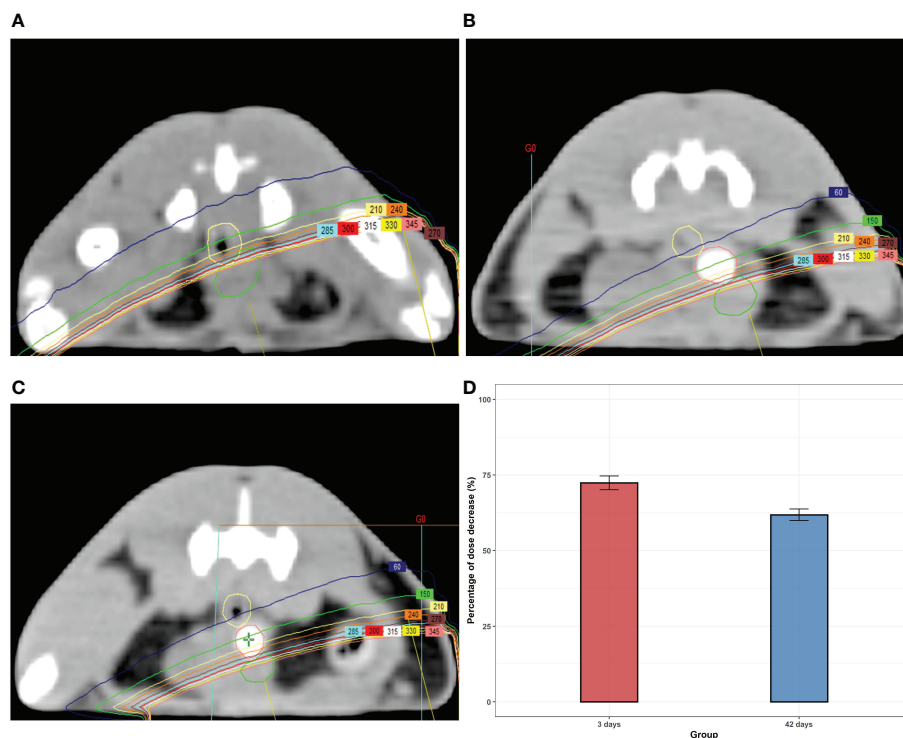 A
210 240
285 300 315 330 345 270
B
G0
60
150
210 240 270
285 300 315 330 345
C
G0
60
150
210
240 270
285 300 315 330 345
D
100
75
50
25
0
Percentage of dose decrease (%)
3 days 42 days
Group